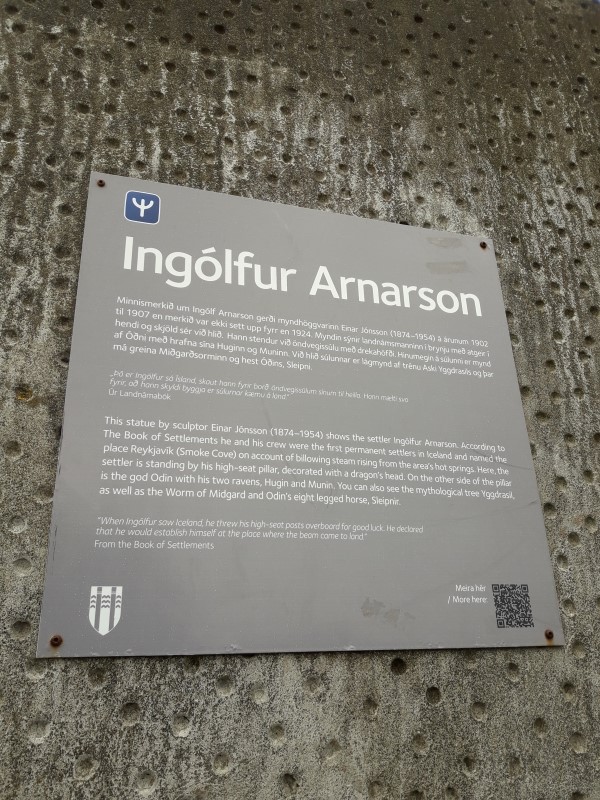 Ingólfur Arnarson
Minnismerkið um Ingólf Arnarson gerði myndhöggvarinn Einar Jónsson (1874–1954) á árunum 1902
til 1907 en merkið var ekki sett upp fyrr en 1924. Myndin sýnir landnámsmanninn í brynju með atgeir í
hendi og skjöld sér við hlið. Hann stendur við öndvegissúlu með drekahöfði. Hinumegin á súlunni er mynd
af Óðni með hrafna sína Huginn og Muninn. Við hlið súlunnar er lágmynd af trénu Aski Yggdrasils og þar
má greina Miðgarðsorminn og hest Óðins, Sleipni.
„Þá er Ingólfur sá Ísland, skaut hann fyrir borð öndvegissúlum sínum til heilla. Hann mælti svo
fyrir, að hann skyldi byggja er súlurnar kæmu á land.“
Úr Landnámabók
This statue by sculptor Einar Jónsson (1874–1954) shows the settler Ingólfur Arnarson. According to
The Book of Settlements he and his crew were the first permanent settlers in Iceland and named the
place Reykjavík (Smoke Cove) on account of billowing steam rising from the area's hot springs. Here, the
settler is standing by his high-seat pillar, decorated with a dragon's head. On the other side of the pillar
is the god Odin with his two ravens, Hugin and Munin. You can also see the mythological tree Yggdrasil,
as well as the Worm of Midgard and Odin's eight legged horse, Sleipnir.
"When Ingólfur saw Iceland, he threw his high-seat posts overboard for good luck. He declared
that he would establish himself at the place where the beam came to land."
From the Book of Settlements
Meira hér
/ More here: